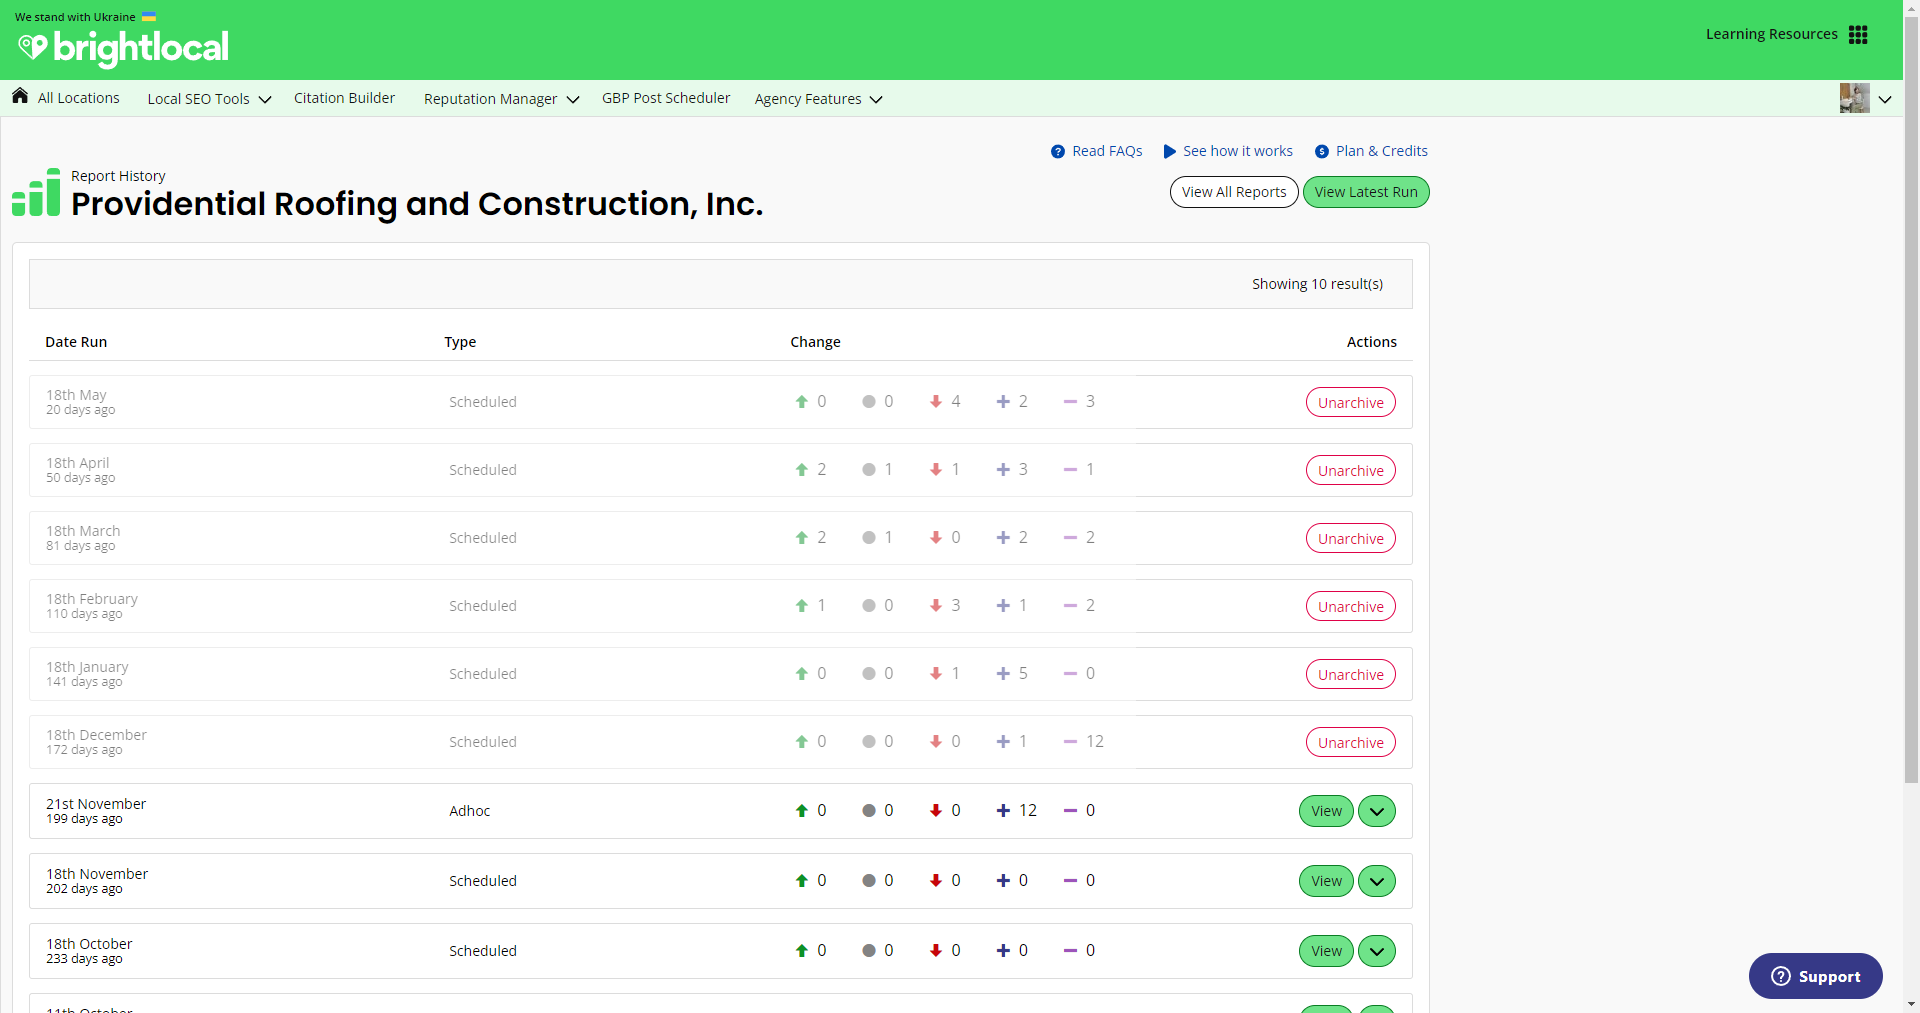 We stand with Ukraine
brightlocal
Learning Resources
All Locations Local SEO Tools Citation Builder Reputation Manager GBP Post Scheduler Agency Features
Read FAQs See how it works Plan & Credits
Report History
Providential Roofing and Construction, Inc.
View All Reports View Latest Run
Showing 10 result(s)
Date Run Type Change Actions
18th May
20 days ago
Scheduled 0 0 4 2 3 Unarchive
18th April
50 days ago
Scheduled 2 1 1 3 1 Unarchive
18th March
81 days ago
Scheduled 2 1 0 2 2 Unarchive
18th February
110 days ago
Scheduled 1 0 3 1 2 Unarchive
18th January
141 days ago
Scheduled 0 0 1 5 0 Unarchive
18th December
172 days ago
Scheduled 0 0 0 1 12 Unarchive
21st November
199 days ago
Adhoc 0 0 0 12 0 View
18th November
202 days ago
Scheduled 0 0 0 0 0 View
18th October
233 days ago
Scheduled 0 0 0 0 0 View
11th October
Support